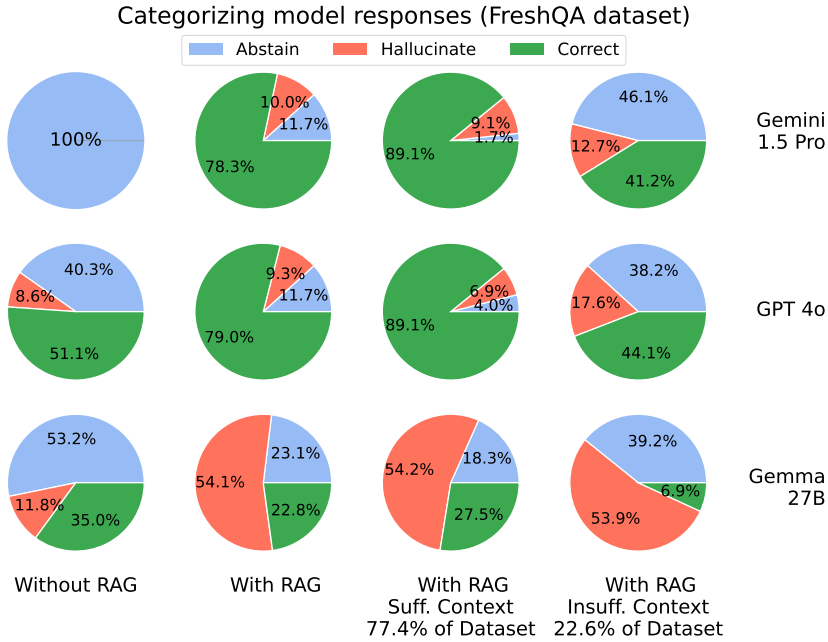 Categorizing model responses (FreshQA dataset)
Abstain Hallucinate Correct
100%
10.0%
11.7%
78.3%
9.1%
1.7%
89.1%
46.1%
12.7%
41.2%
Gemini
1.5 Pro
40.3%
8.6%
51.1%
9.3%
11.7%
79.0%
6.9%
4.0%
89.1%
38.2%
17.6%
44.1%
GPT 4o
53.2%
11.8%
35.0%
23.1%
54.1%
22.8%
18.3%
54.2%
27.5%
39.2%
6.9%
53.9%
Gemma
27B
Without RAG
With RAG
With RAG
Suff. Context
77.4% of Dataset
With RAG
Insuff. Context
22.6% of Dataset